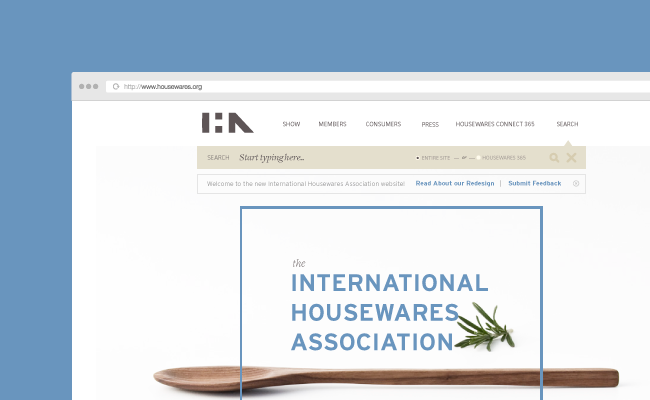 http://www.housewares.org
IHA
SHOW MEMBERS CONSUMERS PRESS HOUSEWARES CONNECT 365 SEARCH
SEARCH Start typing here... ENTIRE SITE — or — HOUSEWARES 365
Welcome to the new International Housewares Association website! Read About our Redesign | Submit Feedback
the
INTERNATIONAL
HOUSEWARES
ASSOCIATION